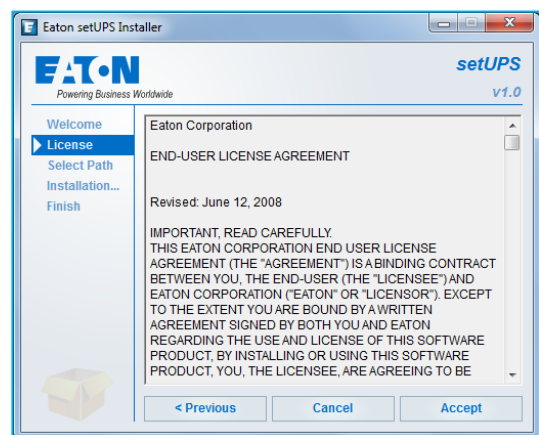 Eaton setUPS Installer
EATON
Powering Business Worldwide
setUPS
v1.0
Welcome
License
Select Path
Installation...
Finish
Eaton Corporation
END-USER LICENSE AGREEMENT
Revised: June 12, 2008
IMPORTANT, READ CAREFULLY.
THIS EATON CORPORATION END USER LICENSE
AGREEMENT (THE "AGREEMENT") IS A BINDING CONTRACT
BETWEEN YOU, THE END-USER (THE "LICENSEE") AND
EATON CORPORATION ("EATON" OR "LICENSOR"). EXCEPT
TO THE EXTENT YOU ARE BOUND BY A WRITTEN
AGREEMENT SIGNED BY BOTH YOU AND EATON
REGARDING THE USE AND LICENSE OF THIS SOFTWARE
PRODUCT, BY INSTALLING OR USING THIS SOFTWARE
PRODUCT, YOU, THE LICENSEE, ARE AGREEING TO BE
< Previous
Cancel
Accept